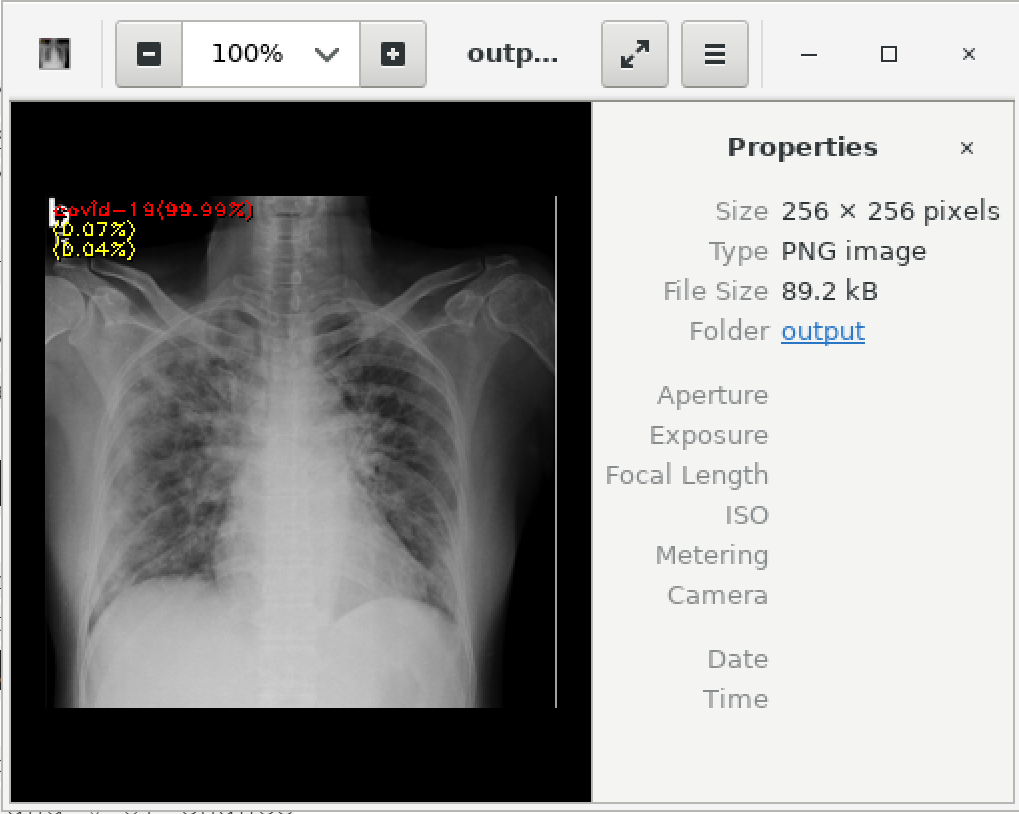 100%
outp...
Properties
Size 256 × 256 pixels
Type PNG image
File Size 89.2 kB
Folder output
Aperture
Exposure
Focal Length
ISO
Metering
Camera
Date
Time
covid-19(99.99%)
(0.07%)
(0.04%)